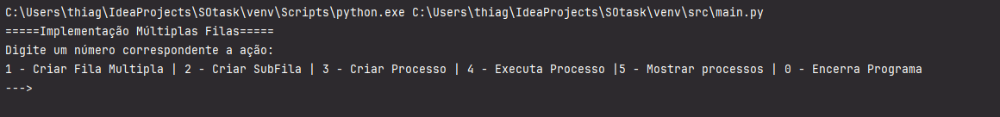 C:\Users\thiag\IdeaProjects\SOtask\venv\Scripts\python.exe C:\Users\thiag\IdeaProjects\SOtask\venv\src\main.py
=====Implementação Múltiplas Filas=====
Digite um número correspondente a ação:
1 - Criar Fila Multipla | 2 - Criar SubFila | 3 - Criar Processo | 4 - Executa Processo |5 - Mostrar processos | 0 - Encerra Programa
--->